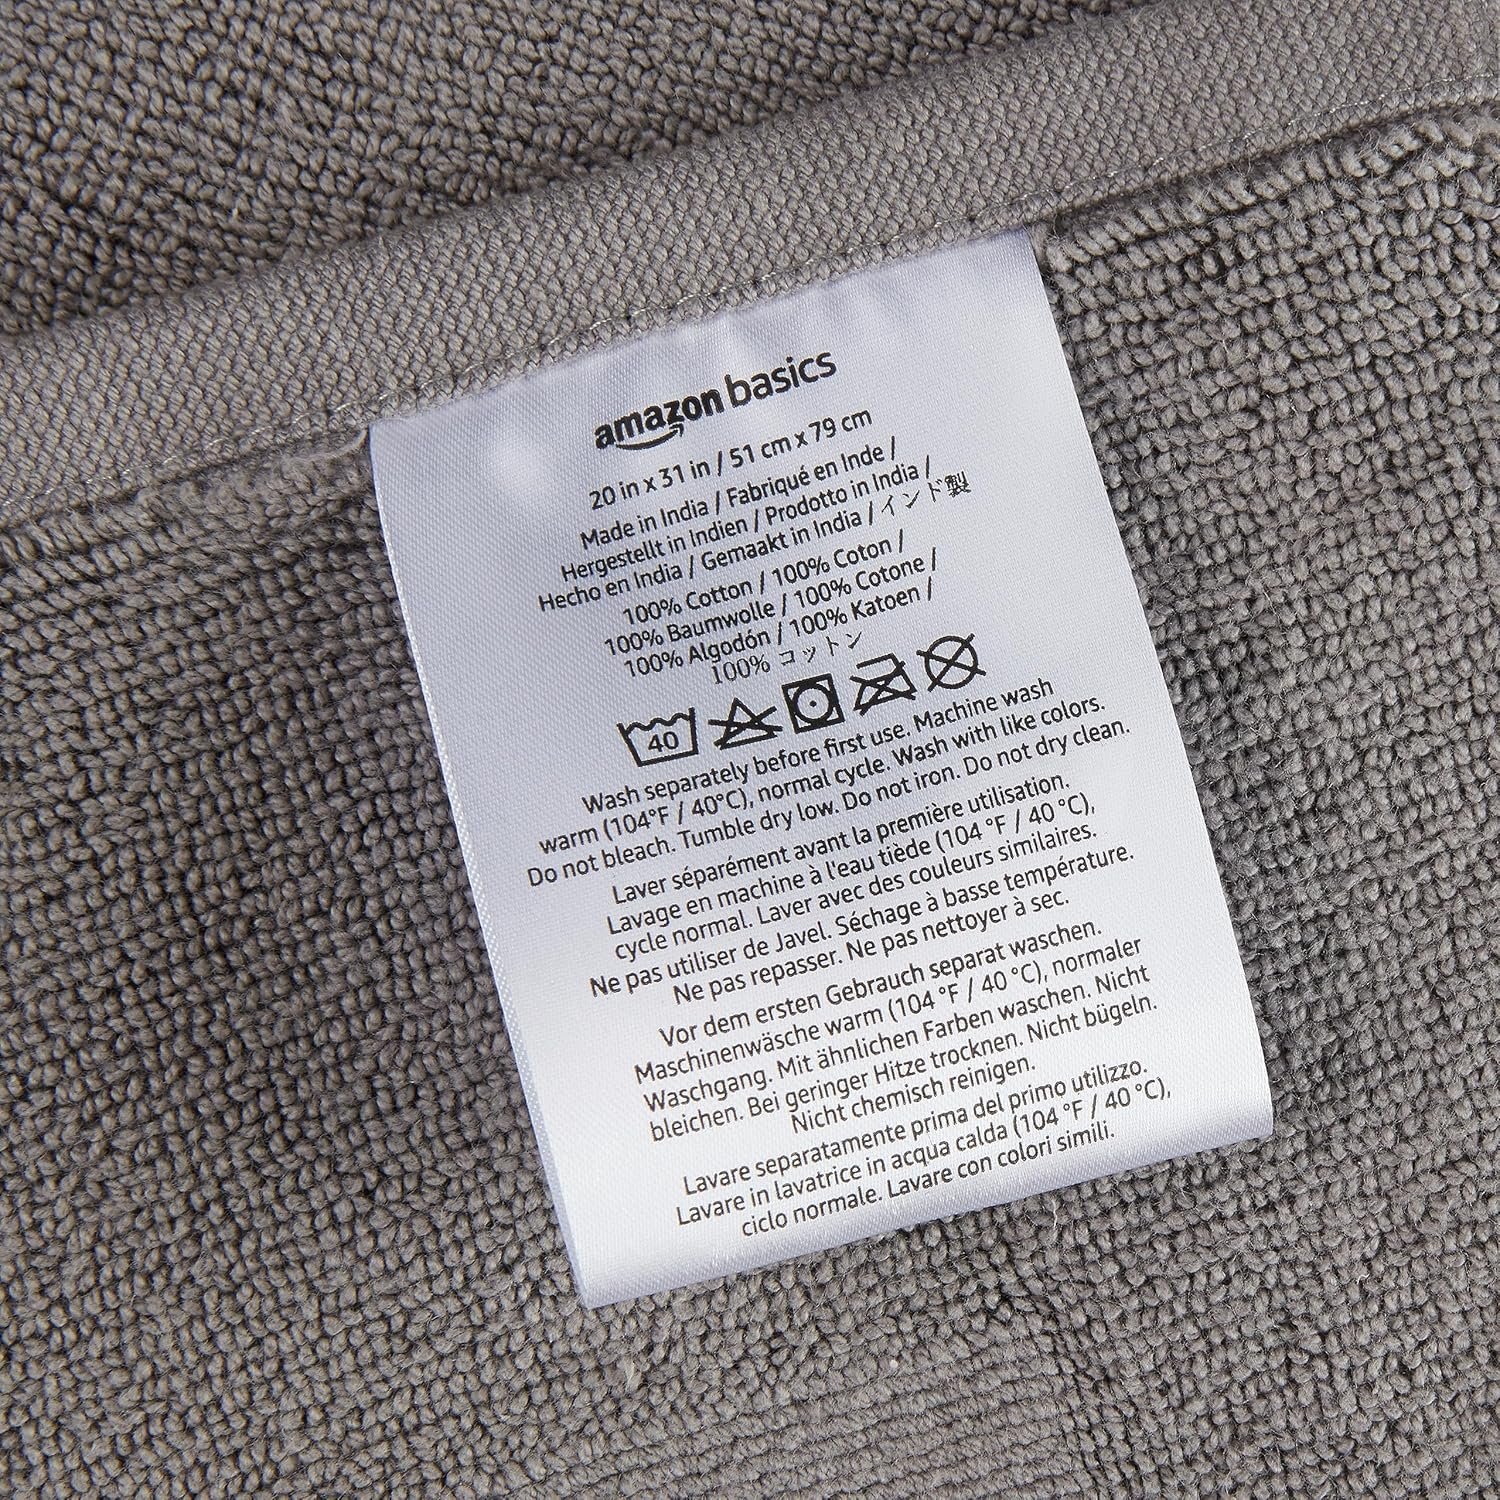 amazon basics
20 in x 31 in / 51 cm x 79 cm
Made in India / Fabriqué en Inde /
Hergestellt in Indien / Prodotto in India /
Hecho en India / Gemaakt in India / インド製
100% Cotton / 100% Coton /
100% Baumwolle / 100% Cotone /
100% Algodón / 100% Katoen /
100% コットン
40
Wash separately before first use. Machine wash
warm (104°F / 40°C), normal cycle. Wash with like colors.
Do not bleach. Tumble dry low. Do not iron. Do not dry clean.
Laver séparément avant la première utilisation.
Lavage en machine à l'eau tiède (104 °F / 40 °C),
cycle normal. Laver avec des couleurs similaires.
Ne pas utiliser de Javel. Séchage à basse température.
Ne pas repasser. Ne pas nettoyer à sec.
Vor dem ersten Gebrauch separat waschen.
Maschinenwäsche warm (104 °F / 40 °C), normaler
Waschgang. Mit ähnlichen Farben waschen. Nicht
bleichen. Bei geringer Hitze trocknen. Nicht bügeln.
Nicht chemisch reinigen.
Lavare separatamente prima del primo utilizzo.
Lavare in lavatrice in acqua calda (104 °F / 40 °C),
ciclo normale. Lavare con colori simili.